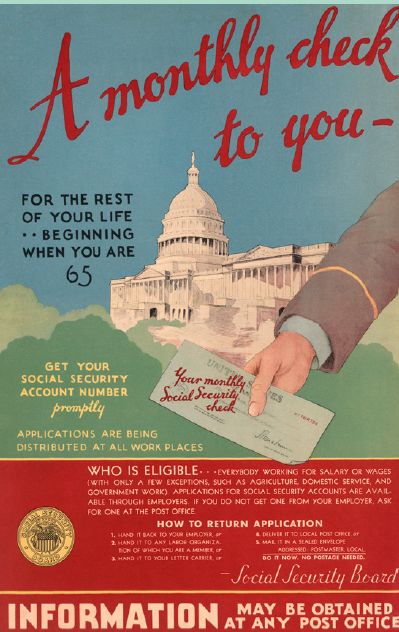 A monthly check
to you-
FOR THE REST
OF YOUR LIFE
·· BEGINNING
WHEN YOU ARE
65
GET YOUR
SOCIAL SECURITY
ACCOUNT NUMBER
promptly
APPLICATIONS ARE BEING
DISTRIBUTED AT ALL WORK PLACES
UNITED STATES
Your monthly
Social Security
check
WHO IS ELIGIBLE··· EVERYBODY WORKING FOR SALARY OR WAGES
(WITH ONLY A FEW EXCEPTIONS, SUCH AS AGRICULTURE, DOMESTIC SERVICE, AND
GOVERNMENT WORK). APPLICATIONS FOR SOCIAL SECURITY ACCOUNTS ARE AVAIL-
ABLE THROUGH EMPLOYERS. IF YOU DO NOT GET ONE FROM YOUR EMPLOYER, ASK
FOR ONE AT THE POST OFFICE.
HOW TO RETURN APPLICATION
1. HAND IT BACK TO YOUR EMPLOYER, or
2. HAND IT TO ANY LABOR ORGANIZA-
TION OF WHICH YOU ARE A MEMBER, or
3. HAND IT TO YOUR LETTER CARRIER, or
4. DELIVER IT TO LOCAL POST OFFICE, or
5. MAIL IT IN A SEALED ENVELOPE
ADDRESSED: POSTMASTER, LOCAL
DO IT NOW. NO POSTAGE NEEDED.
SOCIAL SECURITY
BOARD
—Social Security Board
INFORMATION MAY BE OBTAINED
AT ANY POST OFFICE